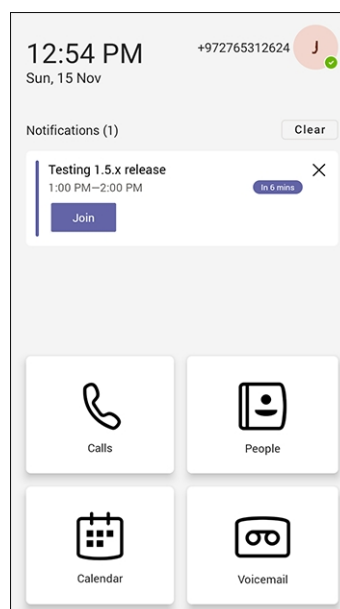 12:54 PM
+972765312624
J
Sun, 15 Nov
Notifications (1)
Clear
Testing 1.5.x release
1:00 PM—2:00 PM
In 6 mins
Join
Calls
People
Calendar
Voicemail